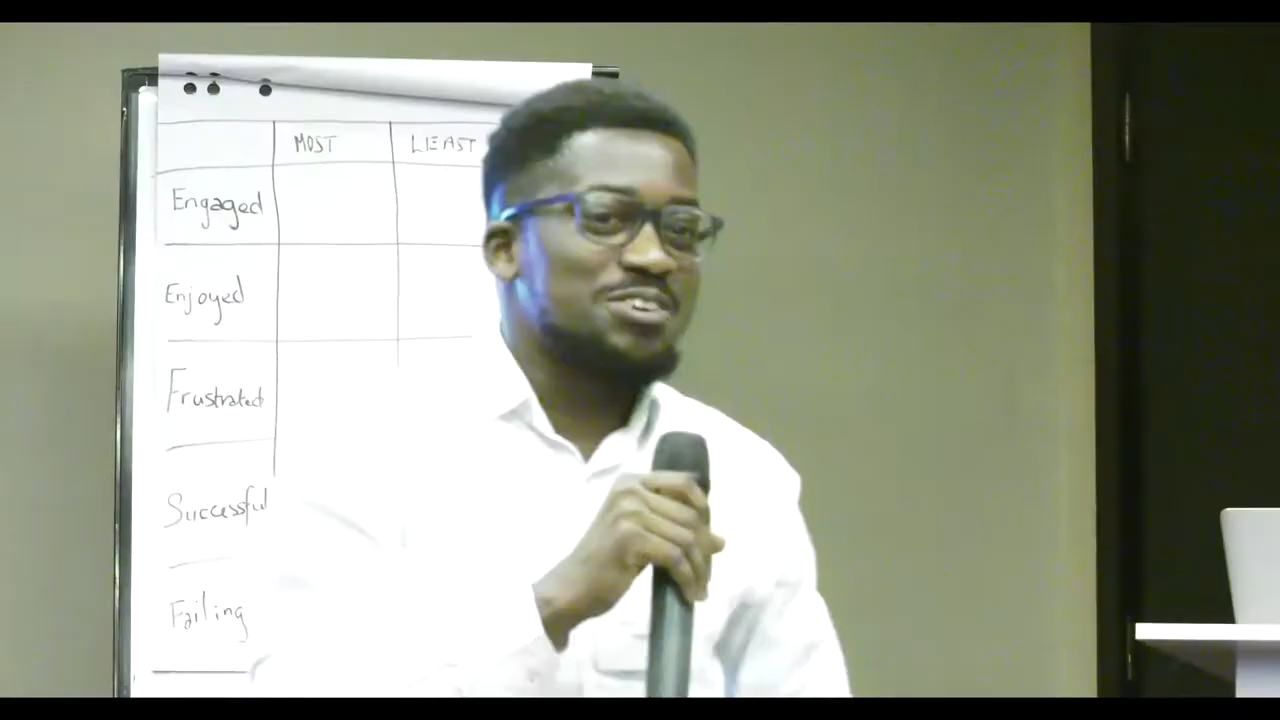 MOST LEAST
Engaged
Enjoyed
Frustrated
Successful
Failing